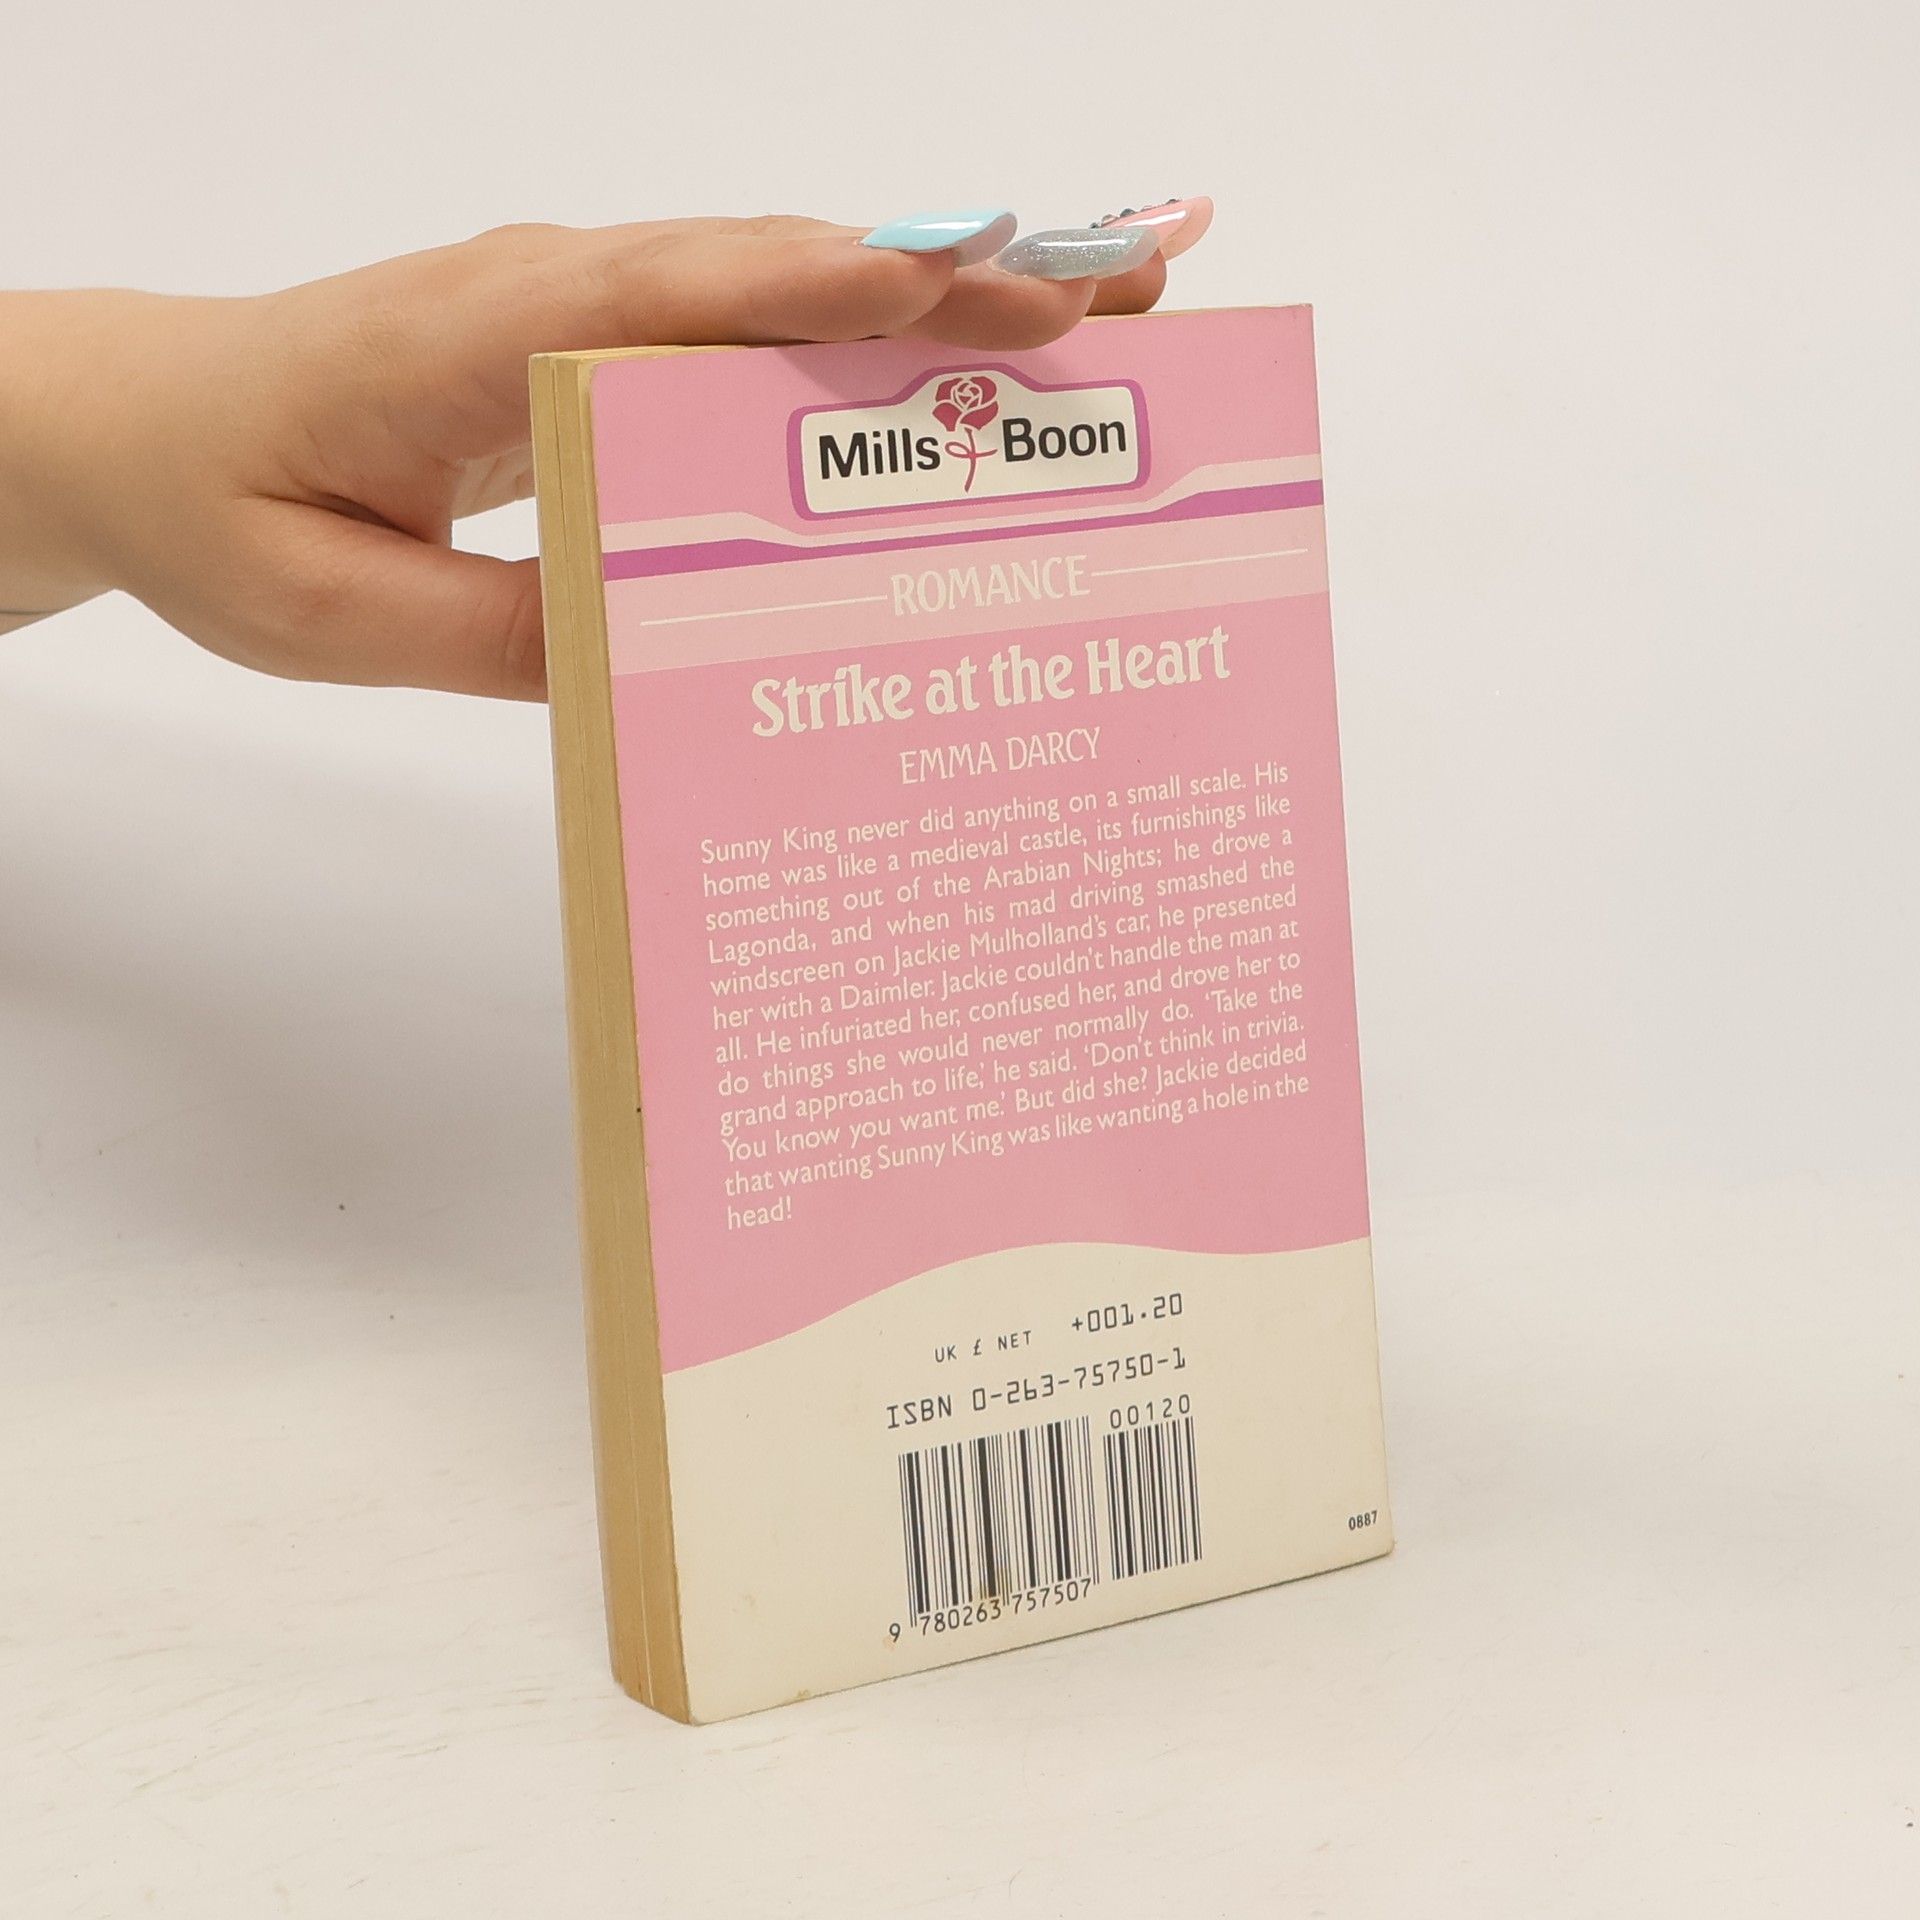 Mills & Boon
ROMANCE
Strike at the Heart
EMMA DARCY
Sunny King never did anything on a small scale. His
home was like a medieval castle, its furnishings like
something out of the Arabian Nights; he drove a
Lagonda, and when his mad driving smashed the
windscreen on Jackie Mulholland's car, he presented
her with a Daimler. Jackie couldn't handle the man at
all. He infuriated her, confused her, and drove her to
do things she would never normally do. 'Take the
grand approach to life,' he said. 'Don't think in trivia.
You know you want me.' But did she? Jackie decided
that wanting Sunny King was like wanting a hole in the
head!
UK £ NET +001.20
ISBN 0-263-75750-1
00120
9 780263 757507
0887